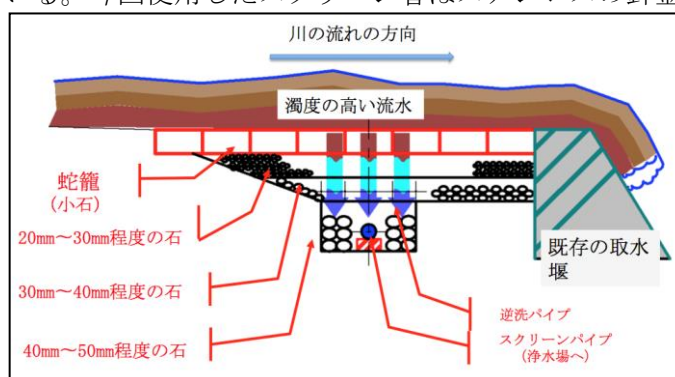 川の流れの方向
濁度の高い流水
蛇籠
(小石)
20mm～30mm程度の石
30mm～40mm程度の石
40mm～50mm程度の石
既存の取水
堰
逆洗パイプ
スクリーンパイプ
(浄水場へ)